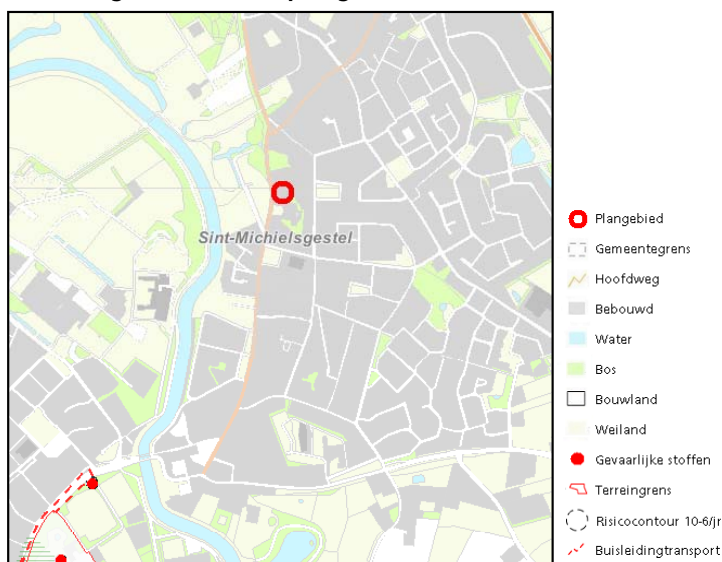 Sint-Michielsgestel
Plangebied
Gemeentegrens
Hoofdweg
Bebouwd
Water
Bos
Bouwland
Weiland
Gevaarlijke stoffen
Terreingrens
Risicocontour 10-6/jr
Buisleidingtransport